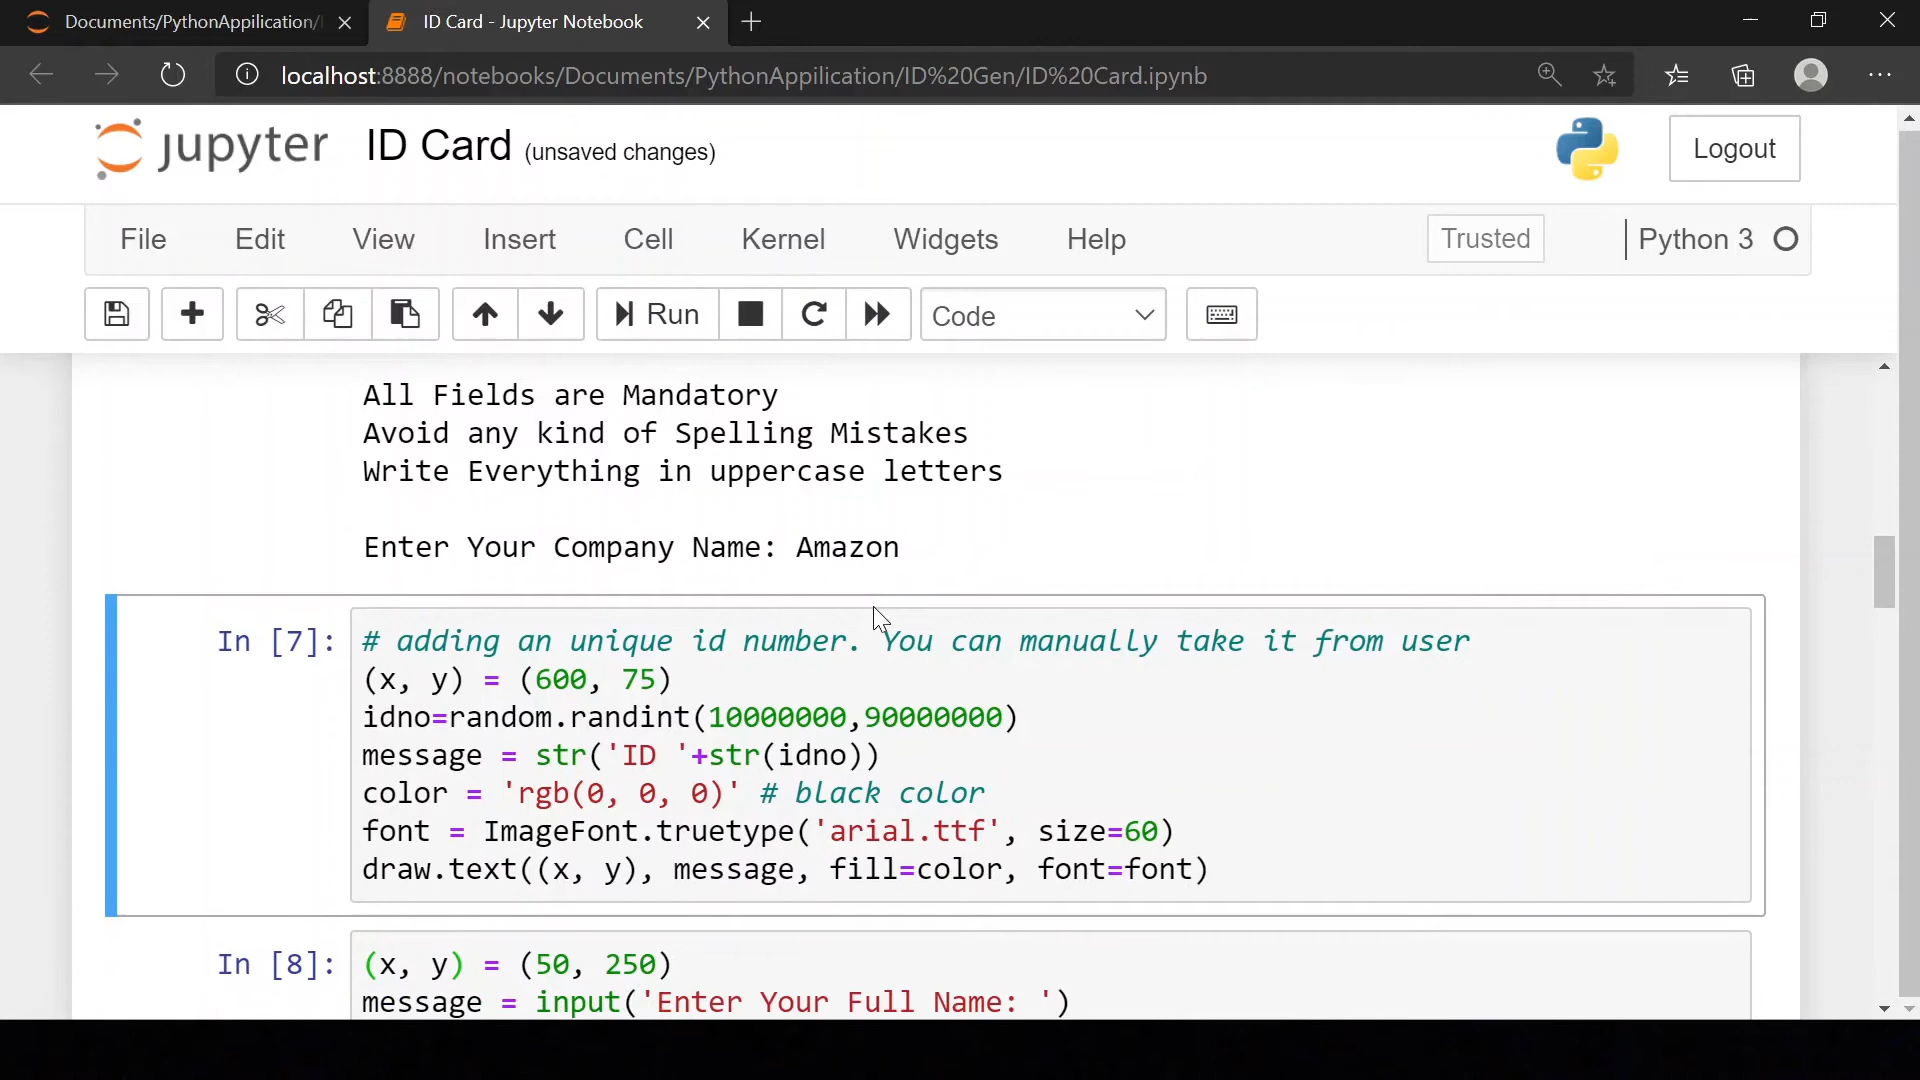 Documents/PythonAppilication/I
ID Card - Jupyter Notebook
localhost:8888/notebooks/Documents/PythonAppilication/ID%20Gen/ID%20Card.ipynb
jupyter ID Card (unsaved changes)
Logout
File Edit View Insert Cell Kernel Widgets Help
Trusted
Python 3
Run
Code
All Fields are Mandatory
Avoid any kind of Spelling Mistakes
Write Everything in uppercase letters
Enter Your Company Name: Amazon
In [7]:
# adding an unique id number. You can manually take it from user
(x, y) = (600, 75)
idno=random.randint(10000000,90000000)
message = str('ID '+str(idno))
color = 'rgb(0, 0, 0)' # black color
font = ImageFont.truetype('arial.ttf', size=60)
draw.text((x, y), message, fill=color, font=font)
In [8]:
(x, y) = (50, 250)
message = input('Enter Your Full Name: ')